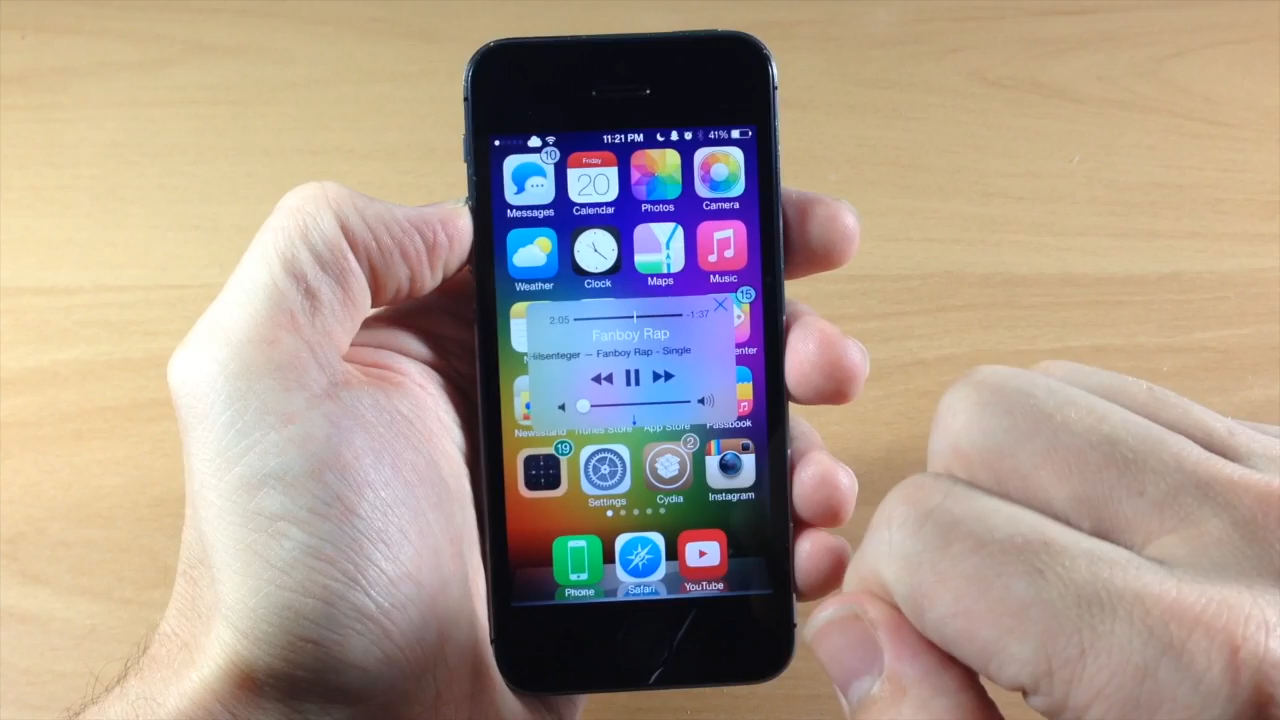 11:21 PM 41%
10
Friday
20
Messages Calendar Photos Camera
Weather Clock Maps Music
15
2:05 -1:37
Fanboy Rap
Hilsenteger — Fanboy Rap - Single
enter
Newsstand iTunes Store App Store Passbook
19 2
Settings Cydia Instagram
Phone Safari YouTube